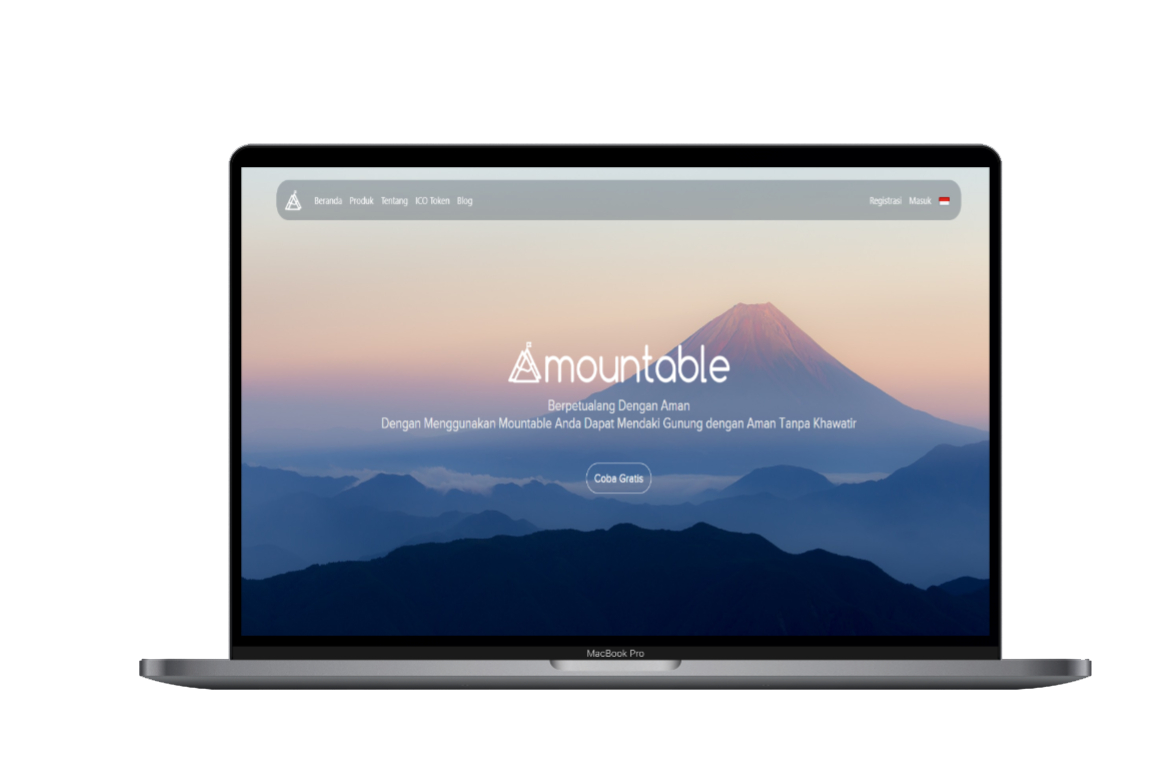 Beranda Produk Tentang ICO Token Blog Registrasi Masuk
mountable
Berpetualang Dengan Aman
Dengan Menggunakan Mountable Anda Dapat Mendaki Gunung dengan Aman Tanpa Khawatir
Coba Gratis
MacBook Pro